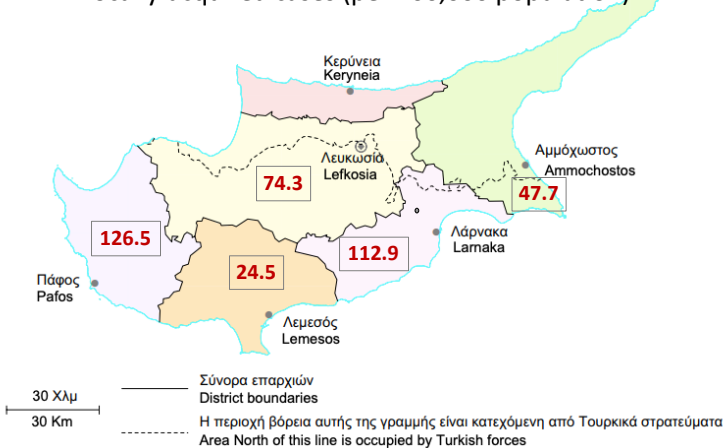 Κερύνεια
Keryneia
Αμμόχωστος
Ammochostos
Λευκωσία
Lefkosia
74.3
47.7
126.5
112.9
24.5
Λάρνακα
Larnaka
Πάφος
Pafos
Λεμεσός
Lemesos
30 Χλμ
30 Km
Σύνορα επαρχιών
District boundaries
Η περιοχή βόρεια αυτής της γραμμής είναι κατεχόμενη από Τουρκικά στρατεύματα
Area North of this line is occupied by Turkish forces